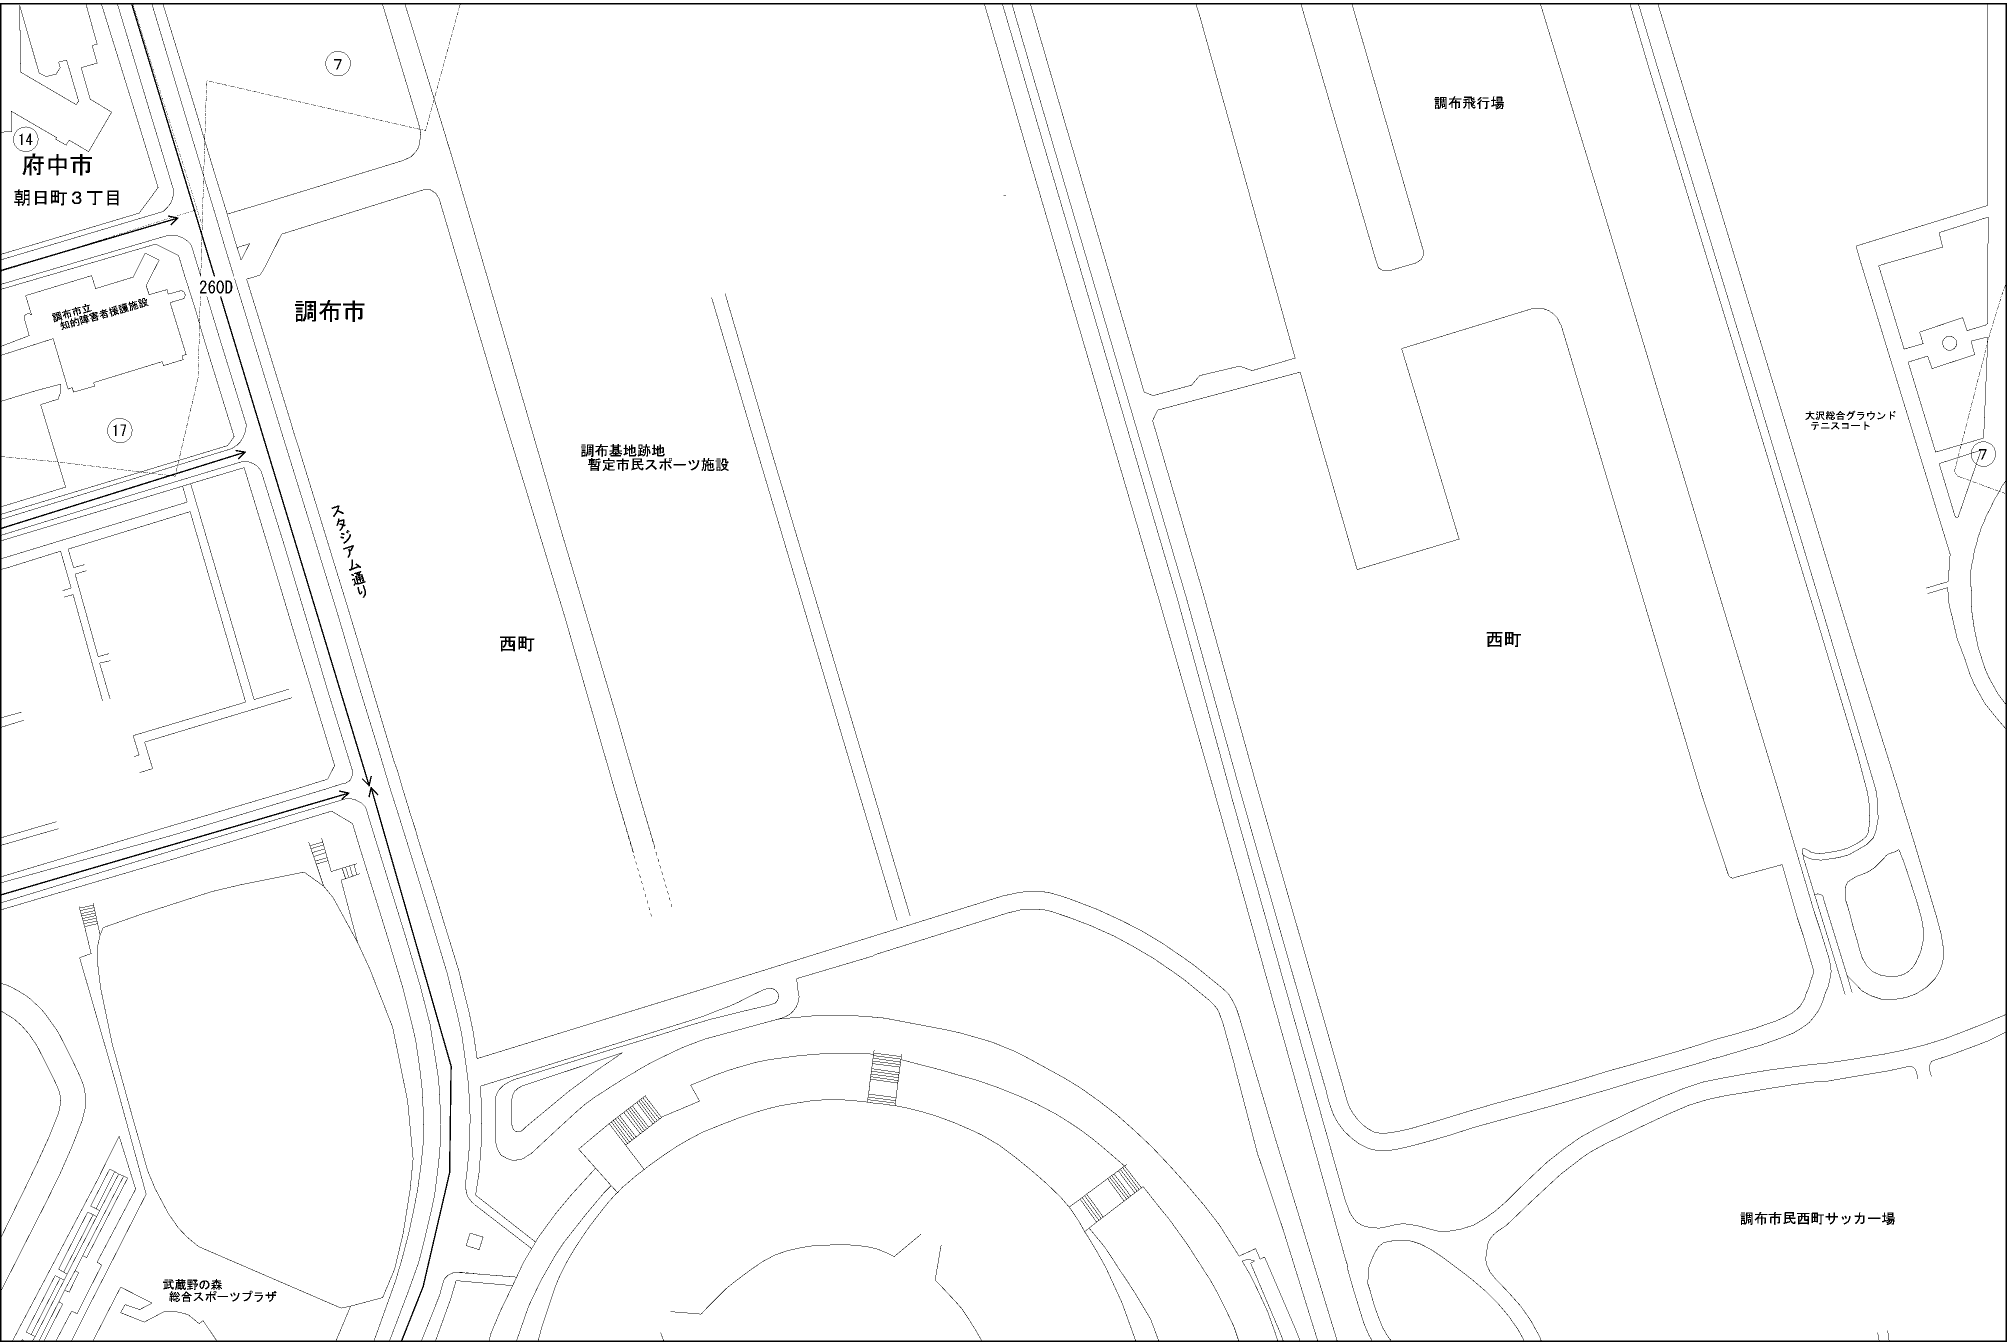 7
調布飛行場
14
府中市
朝日町3丁目
260D
調布市立
知的障害者援護施設
調布市
17
調布基地跡地
暫定市民スポーツ施設
大沢総合グラウンド
テニスコート
7
スタジアム通り
西町
西町
調布市民西町サッカー場
武蔵野の森
総合スポーツプラザ